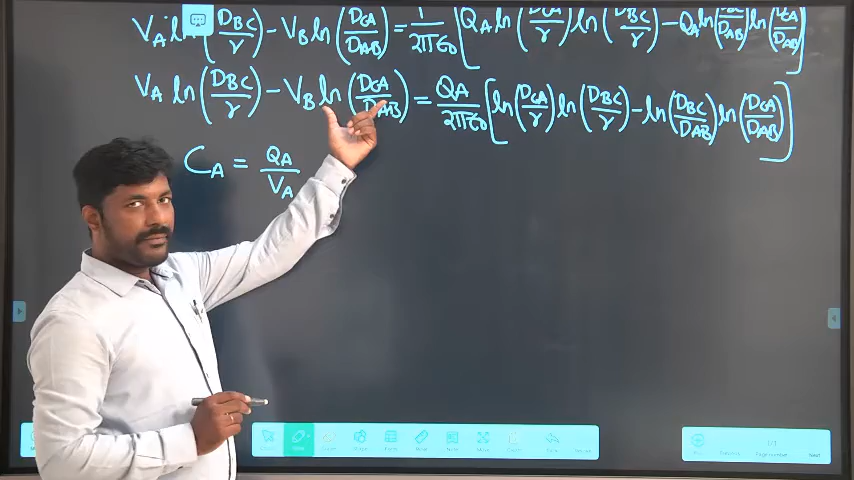 V_A ln(D_BC/r) − V_B ln(D_CA/D_AB) = 1/2πϵ₀ [Q_A ln(D_CA/r) ln(D_BC/r) − Q_A ln(D_BC/D_AB) ln(D_CA/D_AB)]
V_A ln(D_BC/r) − V_B ln(D_CA/D_AB) = Q_A/2πϵ₀ [ln(D_CA/r) ln(D_BC/r) − ln(D_BC/D_AB) ln(D_CA/D_AB)]
C_A = Q_A/V_A